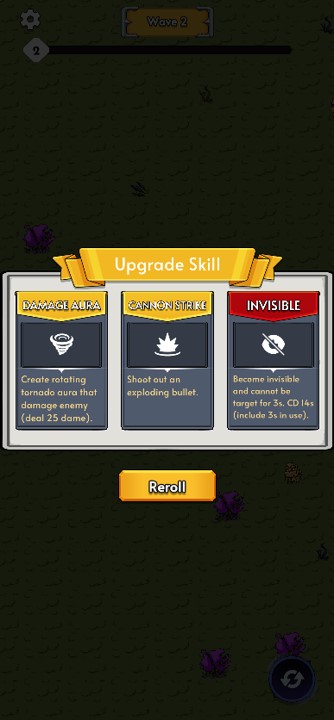 Wave 2
2
Upgrade Skill
DAMAGE AURA
Create rotating
tornado aura that
damage enemy
(deal 25 dame).
CANNON STRIKE
Shoot out an
exploding bullet.
INVISIBLE
Become invisible
and cannot be
target for 3s. CD 14s
(include 3s in use).
Reroll